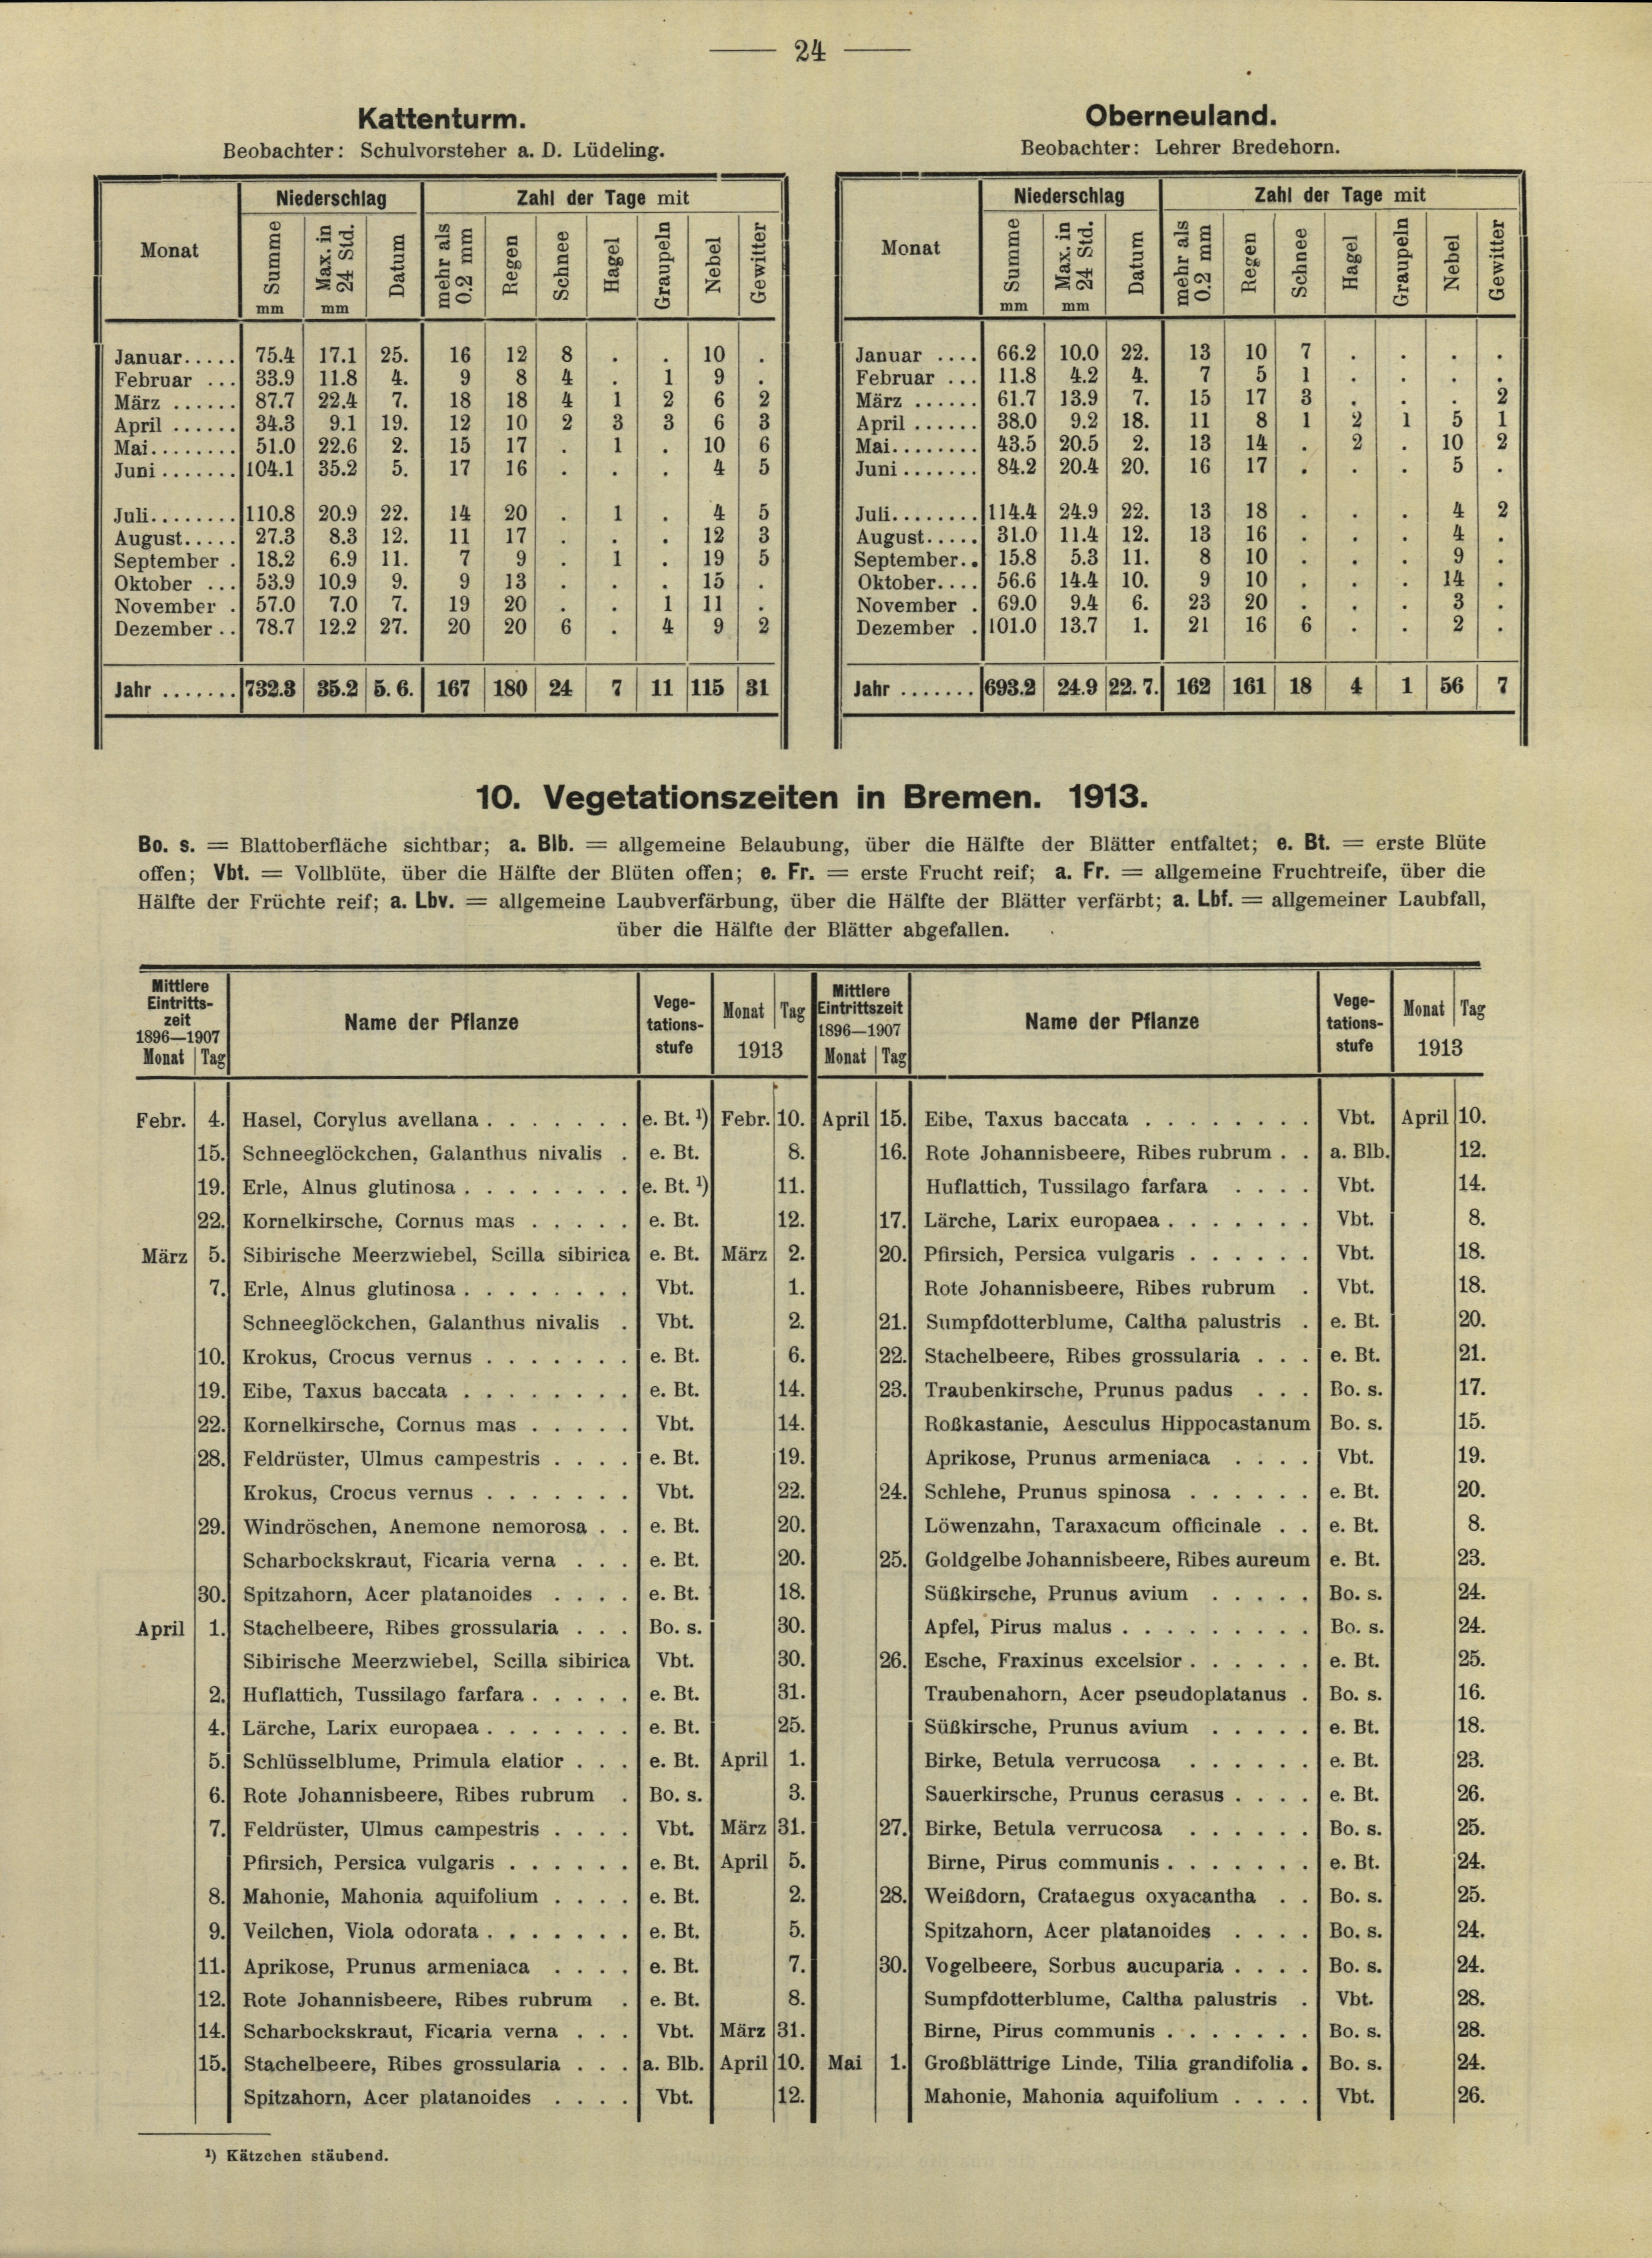 24
Kattenturm.
Beobachter: Schulvorsteher a. D. Lüdeling.
Monat | Niederschlag | Zahl der Tage mit
Summe mm | Max. in 24 Std. mm | Datum | mehr als 0.2 mm | Regen | Schnee | Hagel | Graupeln | Nebel | Gewitter
Januar..... 75.4 17.1 25. 16 12 8 . . 10 .
Februar ... 33.9 11.8 4. 9 8 4 . 1 9 .
März ...... 87.7 22.4 7. 18 18 4 1 2 6 2
April ...... 34.3 9.1 19. 12 10 2 3 3 6 3
Mai........ 51.0 22.6 2. 15 17 . 1 . 10 6
Juni ....... 104.1 35.2 5. 17 16 . . . 4 5
Juli........ 110.8 20.9 22. 14 20 . 1 . 4 5
August..... 27.3 8.3 12. 11 17 . . . 12 3
September . 18.2 6.9 11. 7 9 . 1 . 19 5
Oktober ... 53.9 10.9 9. 9 13 . . . 15 .
November . 57.0 7.0 7. 19 20 . . 1 11 .
Dezember .. 78.7 12.2 27. 20 20 6 . 4 9 2
Jahr ....... 732.3 35.2 5. 6. 167 180 24 7 11 115 31
Oberneuland.
Beobachter: Lehrer Bredehorn.
Monat | Niederschlag | Zahl der Tage mit
Summe mm | Max. in 24 Std. mm | Datum | mehr als 0.2 mm | Regen | Schnee | Hagel | Graupeln | Nebel | Gewitter
Januar .... 66.2 10.0 22. 13 10 7 . . . .
Februar ... 11.8 4.2 4. 7 5 1 . . . .
März ...... 61.7 13.9 7. 15 17 3 . . . 2
April ...... 38.0 9.2 18. 11 8 1 2 1 5 1
Mai........ 43.5 20.5 2. 13 14 . 2 . 10 2
Juni ....... 84.2 20.4 20. 16 17 . . . 5 .
Juli........ 114.4 24.9 22. 13 18 . . . 4 2
August..... 31.0 11.4 12. 13 16 . . . 4 .
September.. 15.8 5.3 11. 8 10 . . . 9 .
Oktober.... 56.6 14.4 10. 9 10 . . . 14 .
November . 69.0 9.4 6. 23 20 . . . 3 .
Dezember . 101.0 13.7 1. 21 16 6 . . 2 .
Jahr ....... 693.2 24.9 22. 7. 162 161 18 4 1 56 7
10. Vegetationszeiten in Bremen. 1913.
Bo. s. = Blattoberfläche sichtbar; a. Blb. = allgemeine Belaubung, über die Hälfte der Blätter entfaltet; e. Bt. = erste Blüte
offen; Vbt. = Vollblüte, über die Hälfte der Blüten offen; e. Fr. = erste Frucht reif; a. Fr. = allgemeine Fruchtreife, über die
Hälfte der Früchte reif; a. Lbv. = allgemeine Laubverfärbung, über die Hälfte der Blätter verfärbt; a. Lbf. = allgemeiner Laubfall,
über die Hälfte der Blätter abgefallen.
Mittlere Eintrittszeit 1896—1907 Monat | Tag | Name der Pflanze | Vegetationsstufe | Monat | Tag 1913
Febr. 4. Hasel, Corylus avellana . . . . . . . e. Bt. ¹) Febr. 10.
15. Schneeglöckchen, Galanthus nivalis . e. Bt. 8.
19. Erle, Alnus glutinosa . . . . . . . . e. Bt. ¹) 11.
22. Kornelkirsche, Cornus mas . . . . . e. Bt. 12.
März 5. Sibirische Meerzwiebel, Scilla sibirica e. Bt. März 2.
7. Erle, Alnus glutinosa . . . . . . . . Vbt. 1.
Schneeglöckchen, Galanthus nivalis . Vbt. 2.
10. Krokus, Crocus vernus . . . . . . . e. Bt. 6.
19. Eibe, Taxus baccata . . . . . . . . e. Bt. 14.
22. Kornelkirsche, Cornus mas . . . . . Vbt. 14.
28. Feldrüster, Ulmus campestris . . . . e. Bt. 19.
Krokus, Crocus vernus . . . . . . . Vbt. 22.
29. Windröschen, Anemone nemorosa . . e. Bt. 20.
Scharbockskraut, Ficaria verna . . . e. Bt. 20.
30. Spitzahorn, Acer platanoides . . . . e. Bt. 18.
April 1. Stachelbeere, Ribes grossularia . . . Bo. s. 30.
Sibirische Meerzwiebel, Scilla sibirica Vbt. 30.
2. Huflattich, Tussilago farfara . . . . . e. Bt. 31.
4. Lärche, Larix europaea . . . . . . . e. Bt. 25.
5. Schlüsselblume, Primula elatior . . . e. Bt. April 1.
6. Rote Johannisbeere, Ribes rubrum . Bo. s. 3.
7. Feldrüster, Ulmus campestris . . . . Vbt. März 31.
Pfirsich, Persica vulgaris . . . . . . e. Bt. April 5.
8. Mahonie, Mahonia aquifolium . . . . e. Bt. 2.
9. Veilchen, Viola odorata . . . . . . . e. Bt. 5.
11. Aprikose, Prunus armeniaca . . . . e. Bt. 7.
12. Rote Johannisbeere, Ribes rubrum . e. Bt. 8.
14. Scharbockskraut, Ficaria verna . . . Vbt. März 31.
15. Stachelbeere, Ribes grossularia . . . a. Blb. April 10.
Spitzahorn, Acer platanoides . . . . Vbt. 12.
Mittlere Eintrittszeit 1896—1907 Monat | Tag | Name der Pflanze | Vegetationsstufe | Monat | Tag 1913
April 15. Eibe, Taxus baccata . . . . . . . . Vbt. April 10.
16. Rote Johannisbeere, Ribes rubrum . . a. Blb. 12.
Huflattich, Tussilago farfara . . . . Vbt. 14.
17. Lärche, Larix europaea . . . . . . . Vbt. 8.
20. Pfirsich, Persica vulgaris . . . . . . Vbt. 18.
Rote Johannisbeere, Ribes rubrum . Vbt. 18.
21. Sumpfdotterblume, Caltha palustris . e. Bt. 20.
22. Stachelbeere, Ribes grossularia . . . e. Bt. 21.
23. Traubenkirsche, Prunus padus . . . Bo. s. 17.
Roßkastanie, Aesculus Hippocastanum Bo. s. 15.
Aprikose, Prunus armeniaca . . . . Vbt. 19.
24. Schlehe, Prunus spinosa . . . . . . e. Bt. 20.
Löwenzahn, Taraxacum officinale . . e. Bt. 8.
25. Goldgelbe Johannisbeere, Ribes aureum e. Bt. 23.
Süßkirsche, Prunus avium . . . . . Bo. s. 24.
Apfel, Pirus malus . . . . . . . . . Bo. s. 24.
26. Esche, Fraxinus excelsior . . . . . . e. Bt. 25.
Traubenahorn, Acer pseudoplatanus . Bo. s. 16.
Süßkirsche, Prunus avium . . . . . e. Bt. 18.
Birke, Betula verrucosa . . . . . . e. Bt. 23.
Sauerkirsche, Prunus cerasus . . . . e. Bt. 26.
27. Birke, Betula verrucosa . . . . . . Bo. s. 25.
Birne, Pirus communis . . . . . . . e. Bt. 24.
28. Weißdorn, Crataegus oxyacantha . . Bo. s. 25.
Spitzahorn, Acer platanoides . . . . Bo. s. 24.
30. Vogelbeere, Sorbus aucuparia . . . . Bo. s. 24.
Sumpfdotterblume, Caltha palustris . Vbt. 28.
Birne, Pirus communis . . . . . . . Bo. s. 28.
Mai 1. Großblättrige Linde, Tilia grandifolia . Bo. s. 24.
Mahonie, Mahonia aquifolium . . . . Vbt. 26.
¹) Kätzchen stäubend.